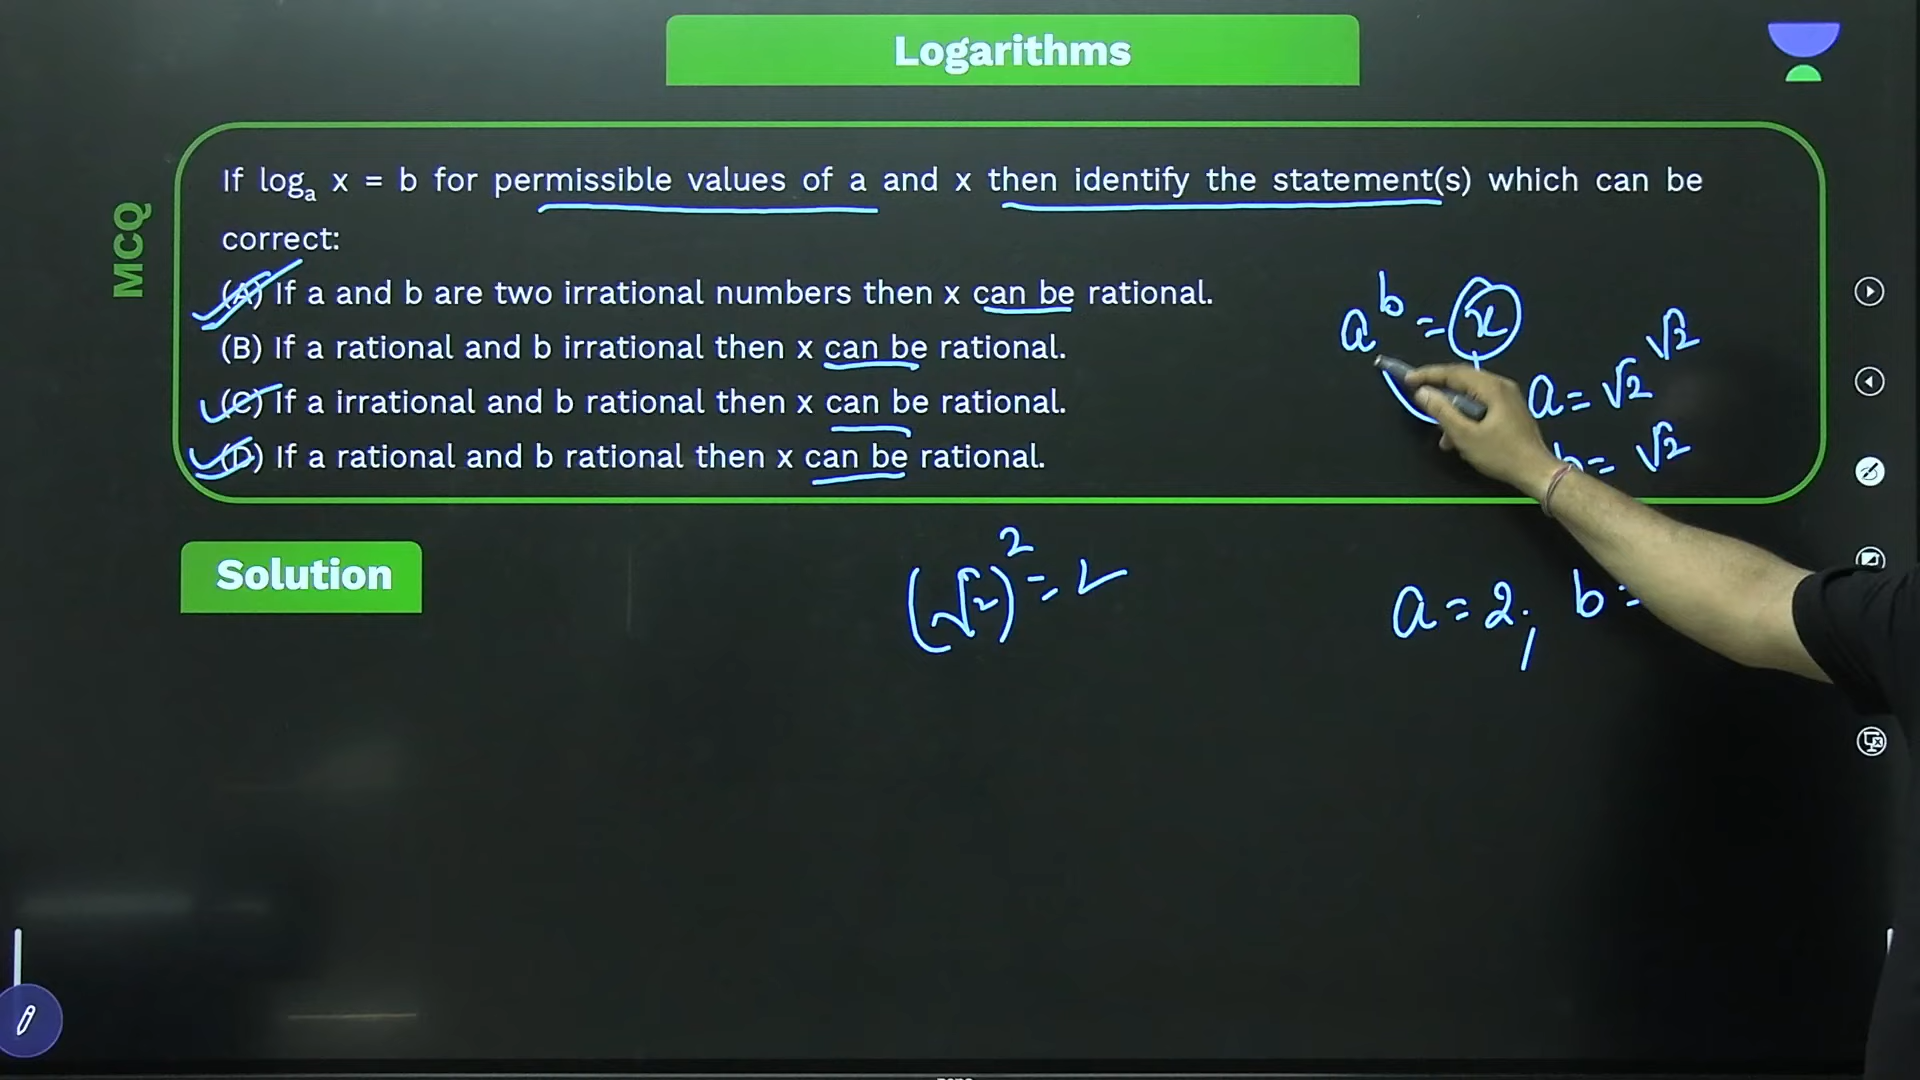 Logarithms
MCQ
If logₐ x = b for permissible values of a and x then identify the statement(s) which can be
correct:
(A) If a and b are two irrational numbers then x can be rational.
(B) If a rational and b irrational then x can be rational.
(C) If a irrational and b rational then x can be rational.
(D) If a rational and b rational then x can be rational.
a^b = x
√2
a = √2
b = √2
Solution
(√2)² = 2
a = 2; b =